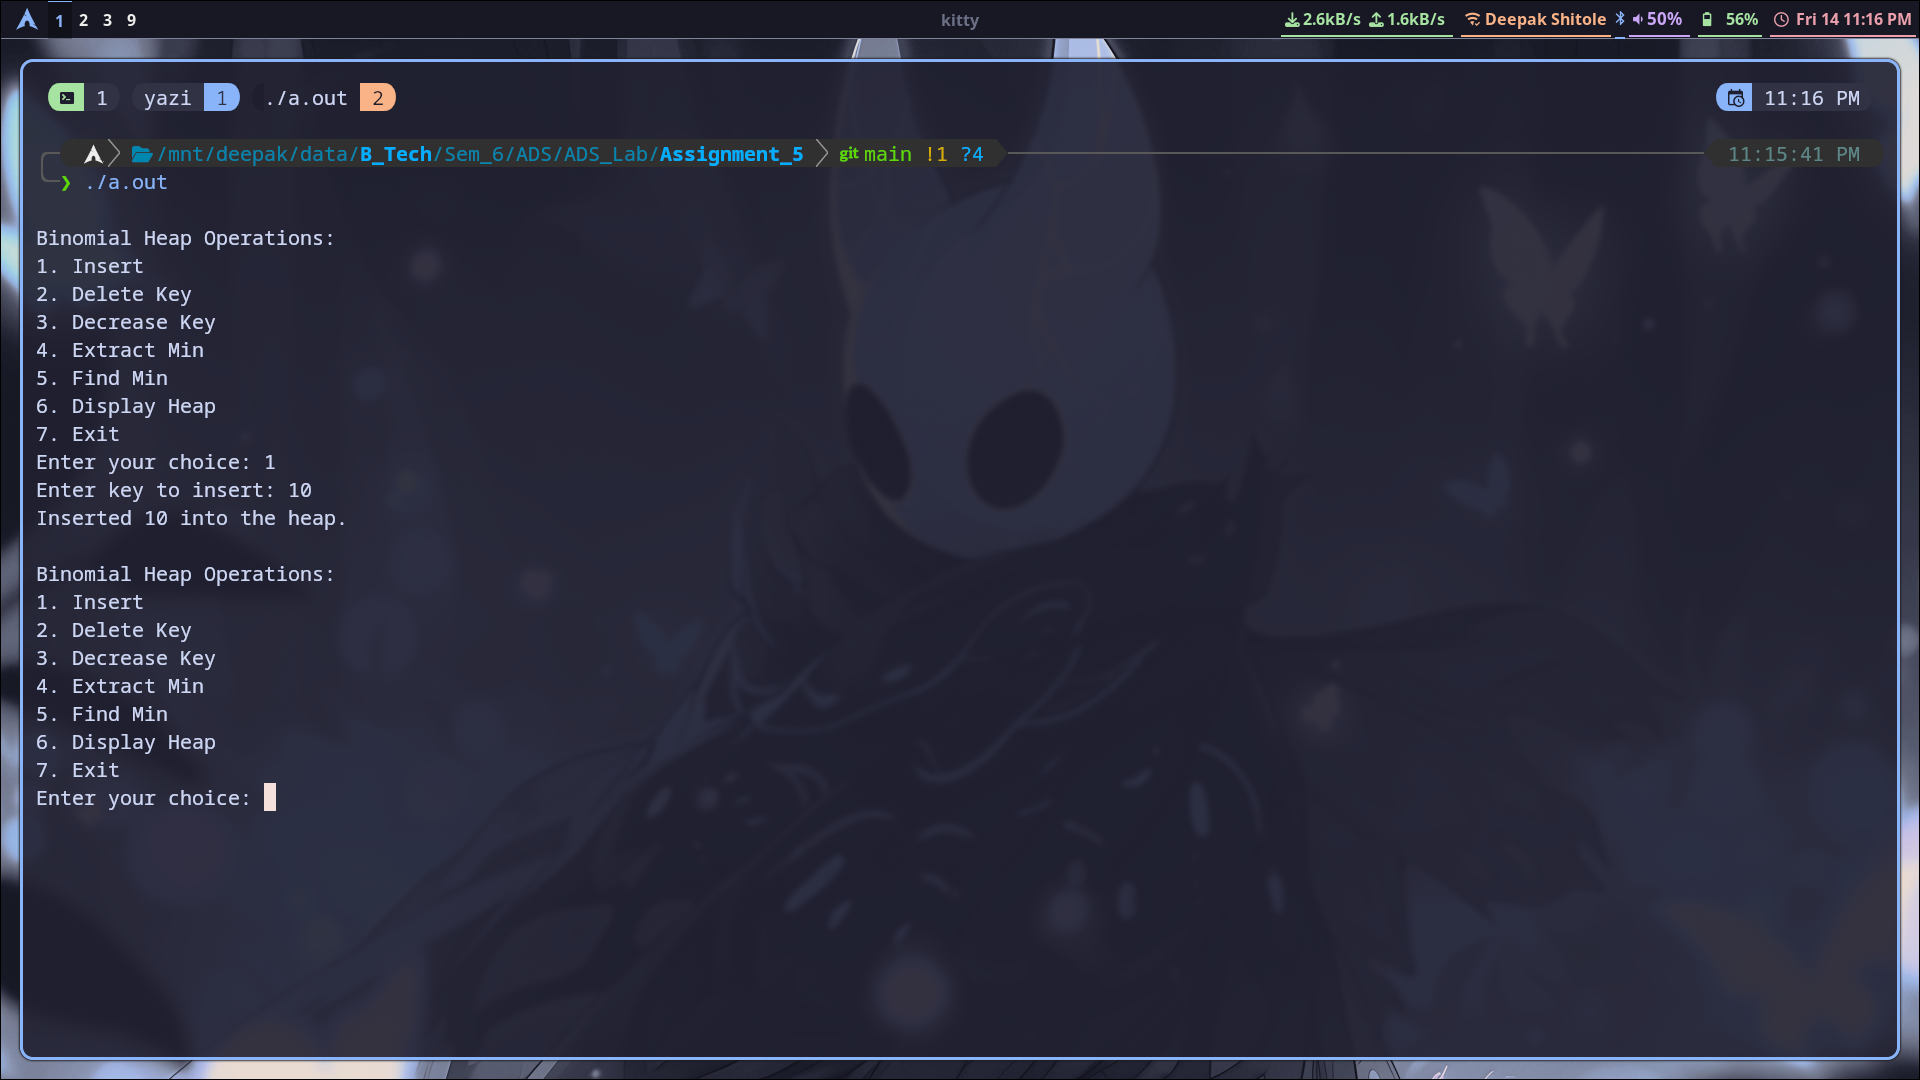 1 2 3 9 kitty 2.6kB/s 1.6kB/s Deepak Shitole 50% 56% Fri 14 11:16 PM
1 yazi 1 ./a.out 2 11:16 PM
/mnt/deepak/data/B_Tech/Sem_6/ADS/ADS_Lab/Assignment_5 git main !1 ?4 11:15:41 PM
❯ ./a.out
Binomial Heap Operations:
1. Insert
2. Delete Key
3. Decrease Key
4. Extract Min
5. Find Min
6. Display Heap
7. Exit
Enter your choice: 1
Enter key to insert: 10
Inserted 10 into the heap.
Binomial Heap Operations:
1. Insert
2. Delete Key
3. Decrease Key
4. Extract Min
5. Find Min
6. Display Heap
7. Exit
Enter your choice: